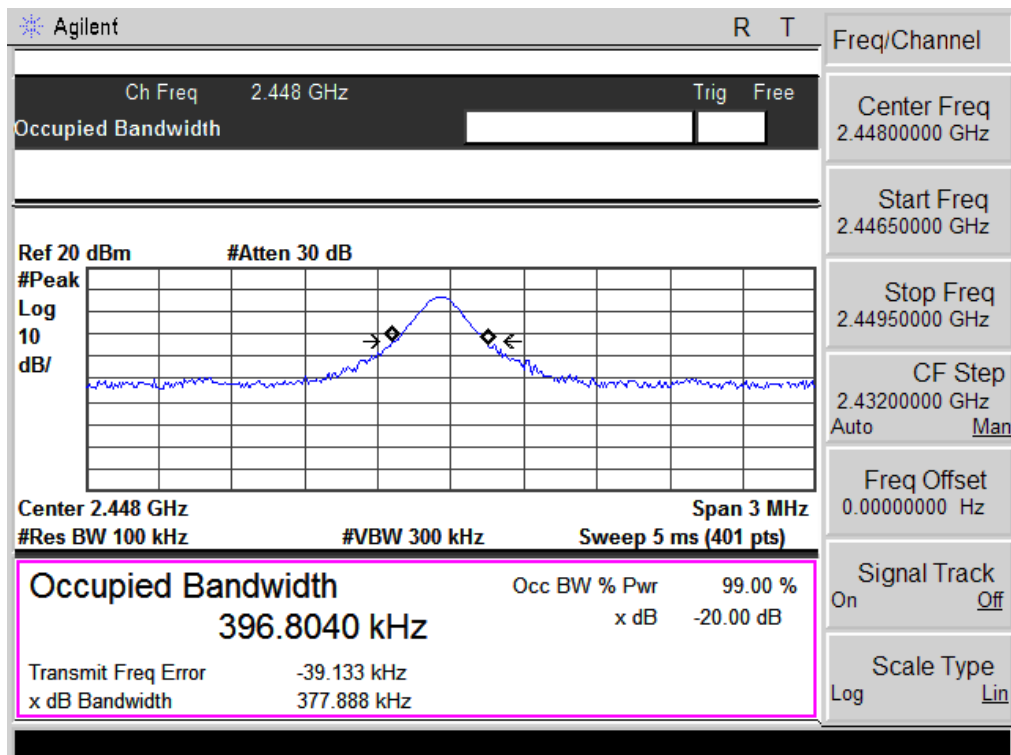 Agilent R T
Ch Freq 2.448 GHz Trig Free
Occupied Bandwidth
Ref 20 dBm #Atten 30 dB
#Peak
Log
10
dB/
Center 2.448 GHz Span 3 MHz
#Res BW 100 kHz #VBW 300 kHz Sweep 5 ms (401 pts)
Occupied Bandwidth Occ BW % Pwr 99.00 %
396.8040 kHz x dB -20.00 dB
Transmit Freq Error -39.133 kHz
x dB Bandwidth 377.888 kHz
Freq/Channel
Center Freq
2.44800000 GHz
Start Freq
2.44650000 GHz
Stop Freq
2.44950000 GHz
CF Step
2.43200000 GHz
Auto Man
Freq Offset
0.00000000 Hz
Signal Track
On Off
Scale Type
Log Lin